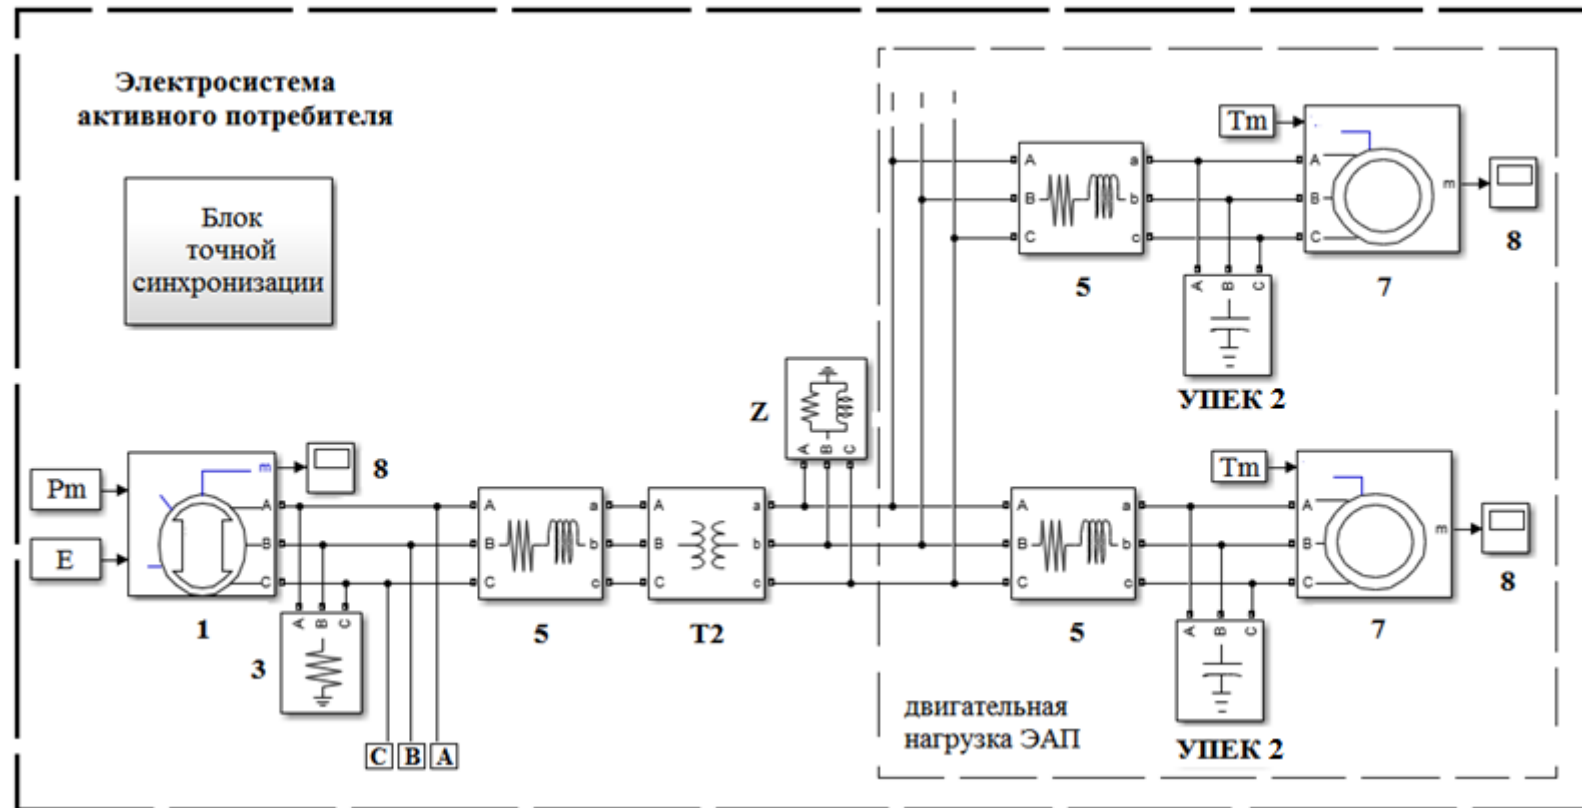 Электросистема
активного потребителя
Блок
точной
синхронизации
Tm
A
B
C
a
b
c
5
A
B
C
m
7
8
A B C
УПЕК 2
Z
A B C
Pm
E
m
A
B
C
1
8
A B C
3
C B A
A
B
C
a
b
c
5
A
B
C
a
b
c
T2
A
B
C
a
b
c
5
Tm
A
B
C
m
7
8
A B C
УПЕК 2
двигательная
нагрузка ЭАП